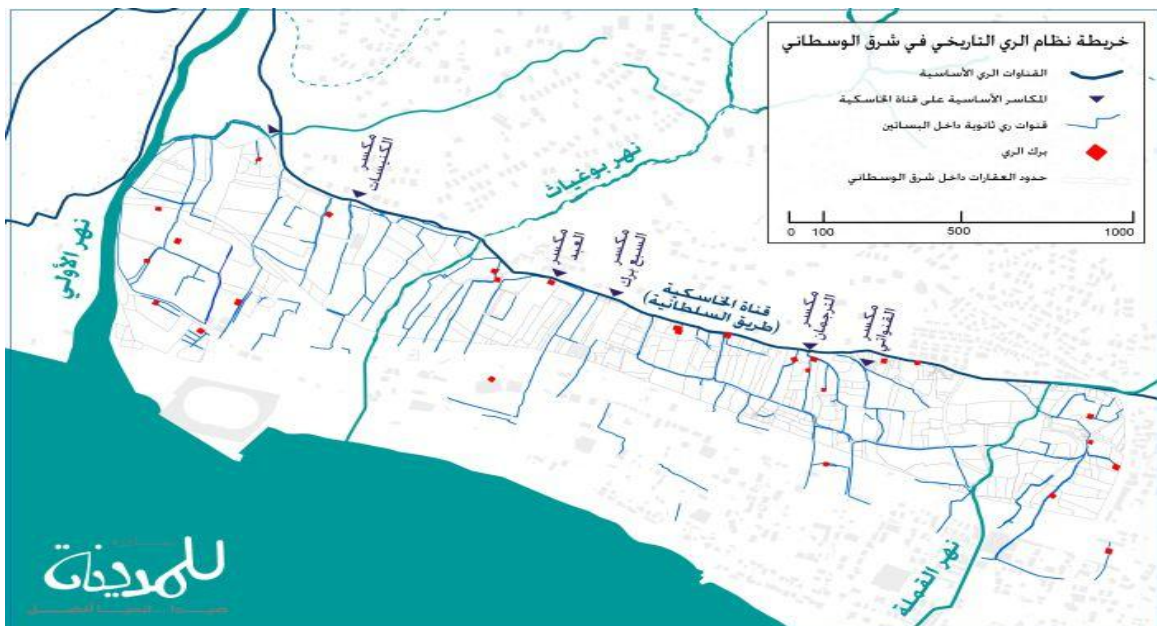 خريطة نظام الري التاريخي في شرق الوسطاني
القناوات الري الأساسية
المكاسر الأساسية على قناة الخاسكية
قنوات ري ثانوية داخل البساتين
برك الري
حدود العقارات داخل شرق الوسطاني
0 100 500 1000
مكسر
الكنيسات
نهر بوغياث
نهر الأولي
مكسر
العبد
مكسر
السبع برك
قناة الخاسكية
(طريق السلطانية)
مكسر
الترجمان
مكسر
القنواتي
نهر القملة
للمدينة